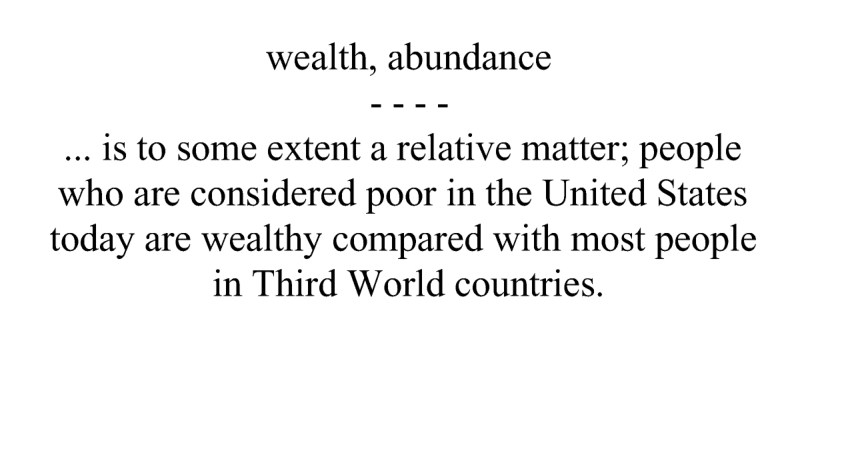 wealth, abundance
- - - -
... is to some extent a relative matter; people
who are considered poor in the United States
today are wealthy compared with most people
in Third World countries.